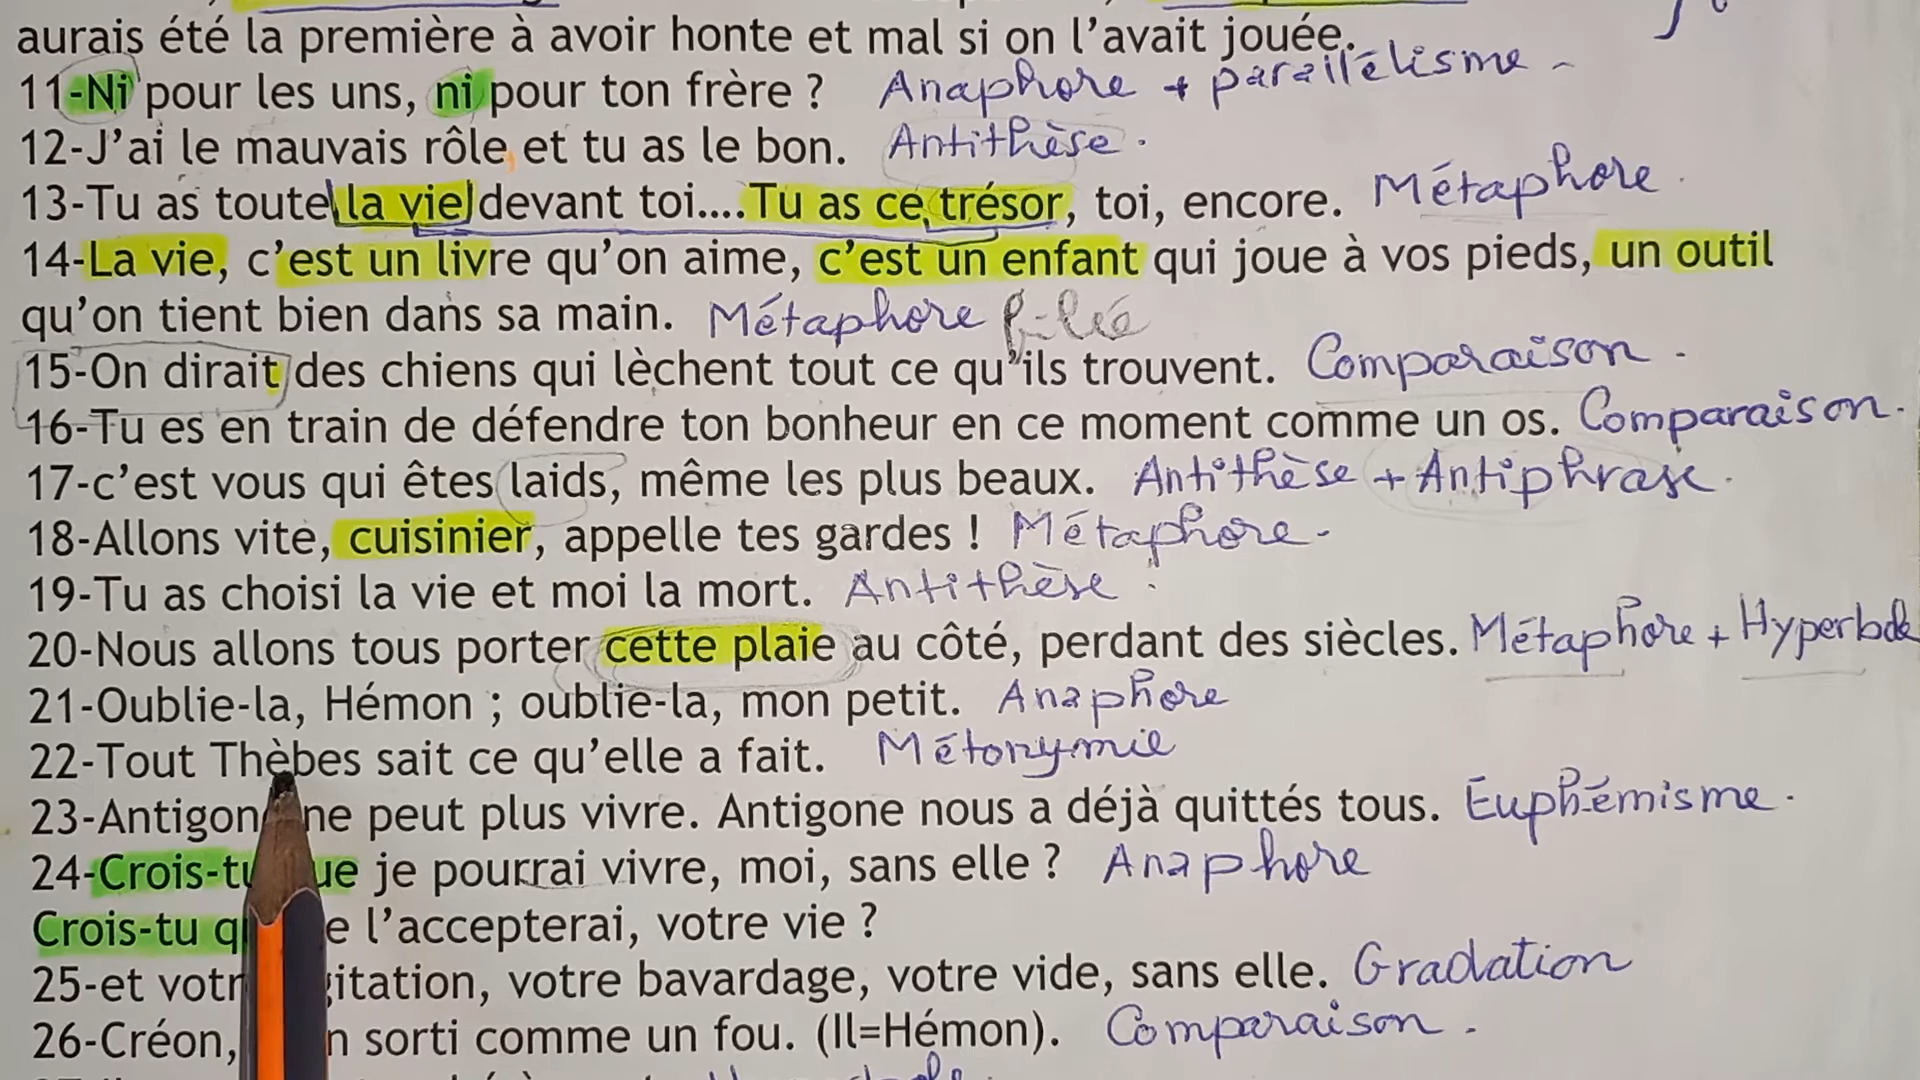 aurais été la première à avoir honte et mal si on l'avait jouée.
11-Ni pour les uns, ni pour ton frère ? Anaphore + parallélisme -
12-J'ai le mauvais rôle et tu as le bon. Antithèse.
13-Tu as toute la vie devant toi....Tu as ce trésor, toi, encore. Métaphore.
14-La vie, c'est un livre qu'on aime, c'est un enfant qui joue à vos pieds, un outil
qu'on tient bien dans sa main. Métaphore filée
15-On dirait des chiens qui lèchent tout ce qu'ils trouvent. Comparaison.
16-Tu es en train de défendre ton bonheur en ce moment comme un os. Comparaison.
17-c'est vous qui êtes laids, même les plus beaux. Antithèse + Antiphrase.
18-Allons vite, cuisinier, appelle tes gardes ! Métaphore.
19-Tu as choisi la vie et moi la mort. Antithèse.
20-Nous allons tous porter cette plaie au côté, perdant des siècles. Métaphore + Hyperbole
21-Oublie-la, Hémon ; oublie-la, mon petit. Anaphore
22-Tout Thèbes sait ce qu'elle a fait. Métonymie
23-Antigon ne peut plus vivre. Antigone nous a déjà quittés tous. Euphémisme.
24-Crois-tu ue je pourrai vivre, moi, sans elle ? Anaphore
Crois-tu q e l'accepterai, votre vie ?
25-et votr itation, votre bavardage, votre vide, sans elle. Gradation
26-Créon, n sorti comme un fou. (Il=Hémon). Comparaison.